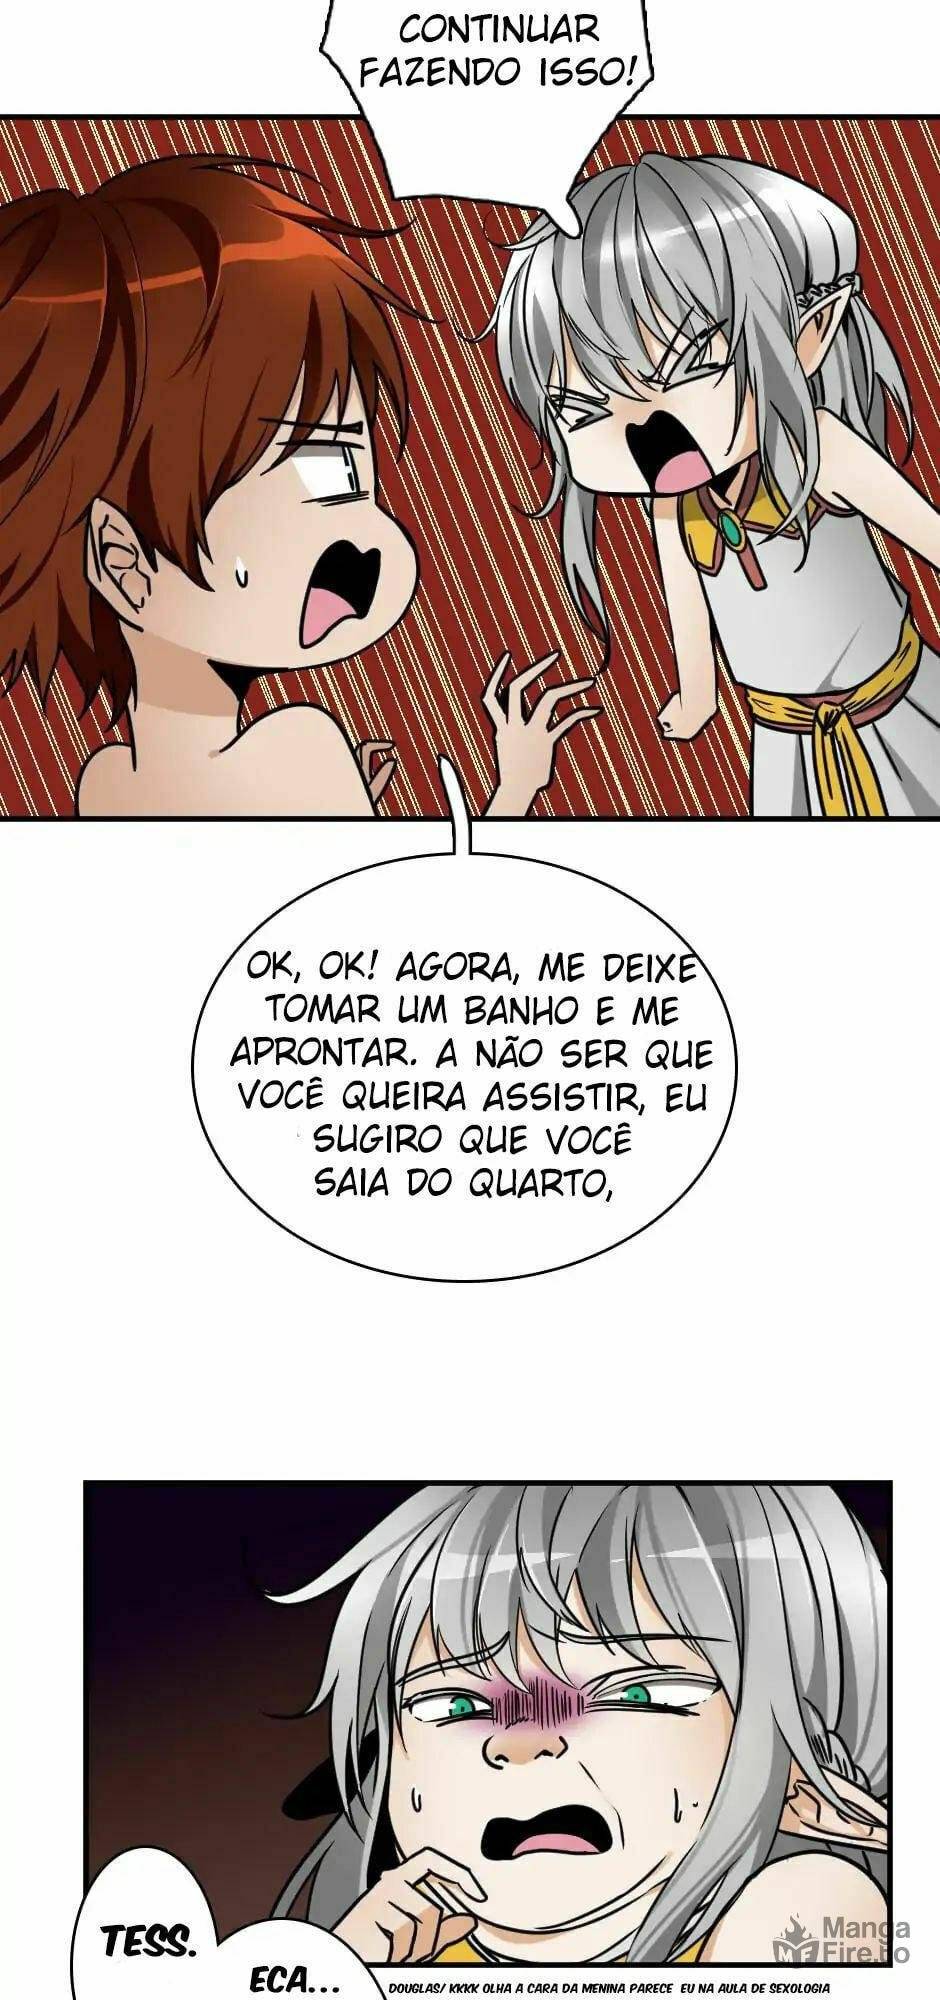 CONTINUAR
FAZENDO ISSO!
OK, OK! AGORA, ME DEIXE
TOMAR UM BANHO E ME
APRONTAR. A NÃO SER QUE
VOCÊ QUEIRA ASSISTIR, EU
SUGIRO QUE VOCÊ
SAIA DO QUARTO,
TESS.
ECA...
DOUGLAS/ KKKK OLHA A CARA DA MENINA PARECE EU NA AULA DE SEXOLOGIA
Manga
MF Fire.to